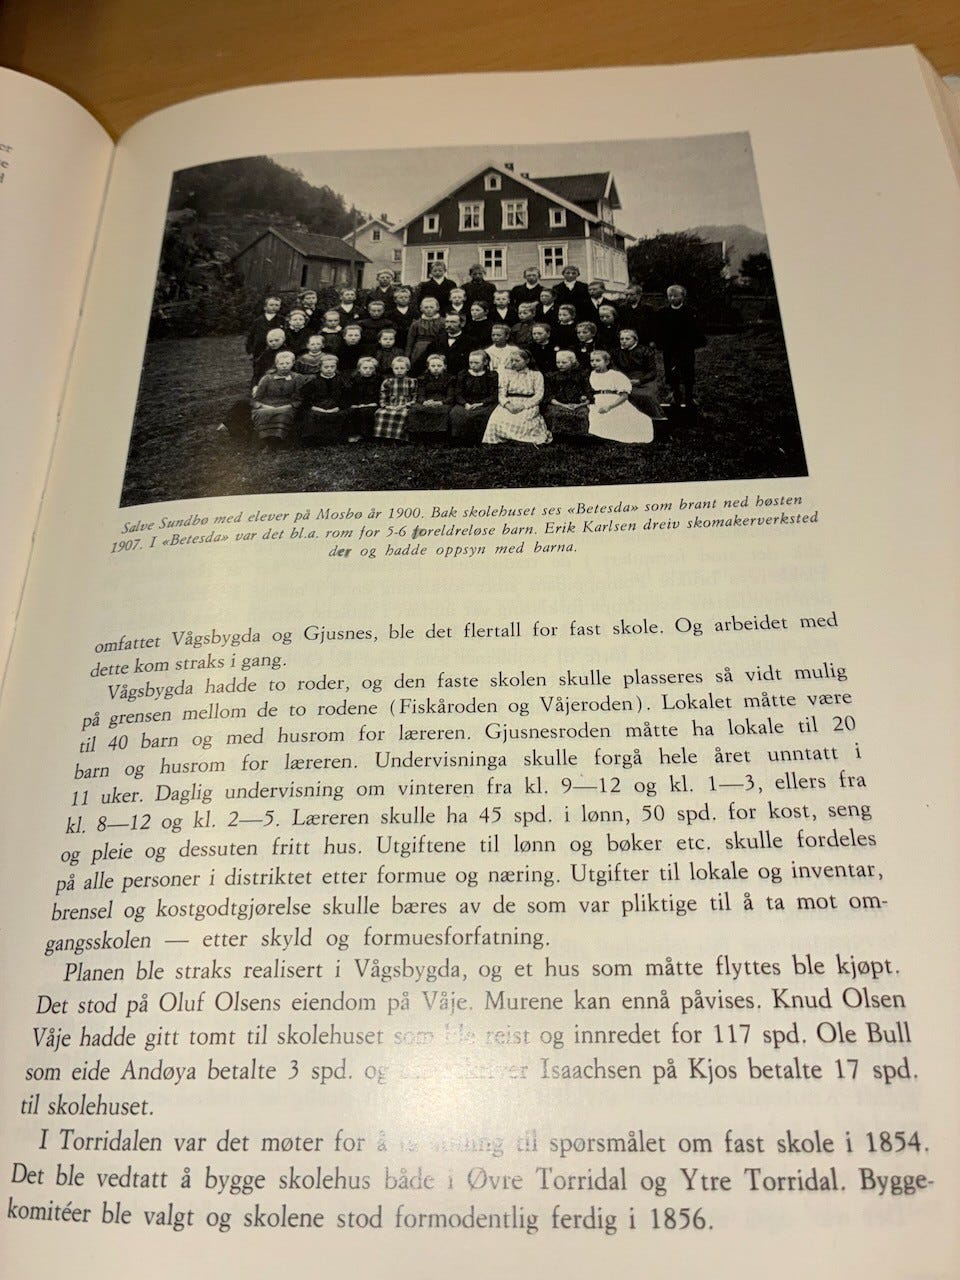 Salve Sundbø med elever på Mosbø år 1900. Bak skolehuset ses «Betesda» som brant ned høsten
1907. I «Betesda» var det bl.a. rom for 5-6 foreldreløse barn. Erik Karlsen dreiv skomakerverksted
der og hadde oppsyn med barna.
omfattet Vågsbygda og Gjusnes, ble det flertall for fast skole. Og arbeidet med
dette kom straks i gang.
Vågsbygda hadde to roder, og den faste skolen skulle plasseres så vidt mulig
på grensen mellom de to rodene (Fiskåroden og Våjeroden). Lokalet måtte være
til 40 barn og med husrom for læreren. Gjusnesroden måtte ha lokale til 20
barn og husrom for læreren. Undervisninga skulle forgå hele året unntatt i
11 uker. Daglig undervisning om vinteren fra kl. 9—12 og kl. 1—3, ellers fra
kl. 8—12 og kl. 2—5. Læreren skulle ha 45 spd. i lønn, 50 spd. for kost, seng
og pleie og dessuten fritt hus. Utgiftene til lønn og bøker etc. skulle fordeles
på alle personer i distriktet etter formue og næring. Utgifter til lokale og inventar,
brensel og kostgodtgjørelse skulle bæres av de som var pliktige til å ta mot om-
gangsskolen — etter skyld og formuesforfatning.
Planen ble straks realisert i Vågsbygda, og et hus som måtte flyttes ble kjøpt.
Det stod på Oluf Olsens eiendom på Våje. Murene kan ennå påvises. Knud Olsen
Våje hadde gitt tomt til skolehuset som ble reist og innredet for 117 spd. Ole Bull
som eide Andøya betalte 3 spd. og Isaachsen på Kjos betalte 17 spd.
til skolehuset.
I Torridalen var det møter for å til spørsmålet om fast skole i 1854.
Det ble vedtatt å bygge skolehus både i Øvre Torridal og Ytre Torridal. Bygge-
komitéer ble valgt og skolene stod formodentlig ferdig i 1856.